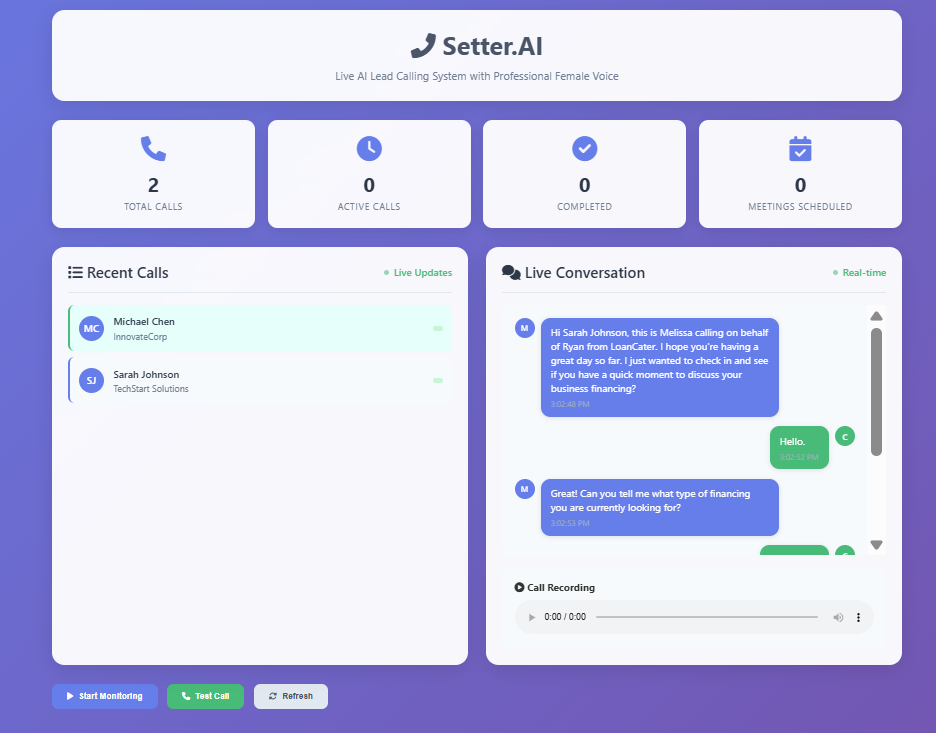 Setter.AI
Live AI Lead Calling System with Professional Female Voice
2
TOTAL CALLS
0
ACTIVE CALLS
0
COMPLETED
0
MEETINGS SCHEDULED
Recent Calls
Live Updates
MC
Michael Chen
InnovateCorp
SJ
Sarah Johnson
TechStart Solutions
Live Conversation
Real-time
M
Hi Sarah Johnson, this is Melissa calling on behalf
of Ryan from LoanCater. I hope you're having a
great day so far. I just wanted to check in and see
if you have a quick moment to discuss your
business financing?
3:02:48 PM
Hello.
C
3:02:52 PM
M
Great! Can you tell me what type of financing
you are currently looking for?
3:02:53 PM
Call Recording
0:00 / 0:00
Start Monitoring
Test Call
Refresh